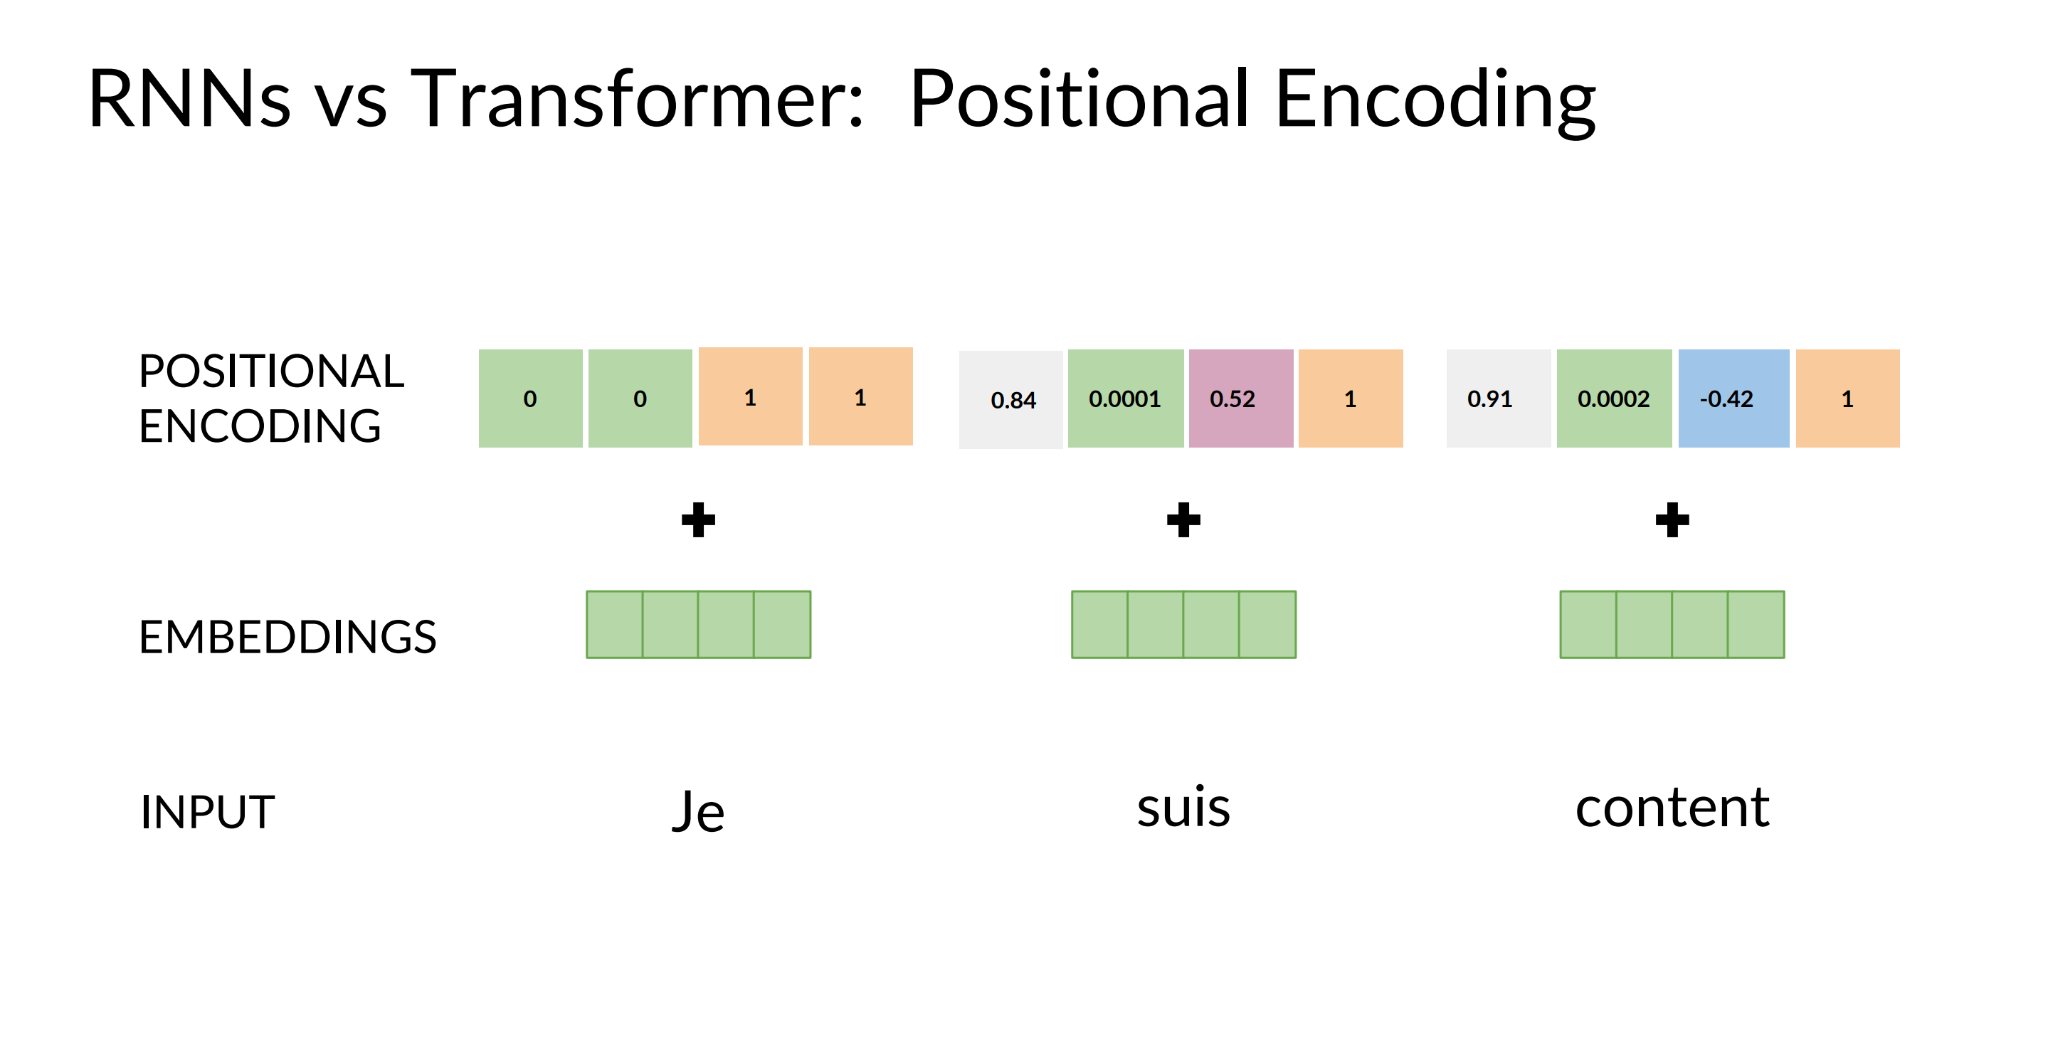 RNNs vs Transformer: Positional Encoding
POSITIONAL
ENCODING
0 0 1 1 0.84 0.0001 0.52 1 0.91 0.0002 -0.42 1
+ + +
EMBEDDINGS
INPUT Je suis content